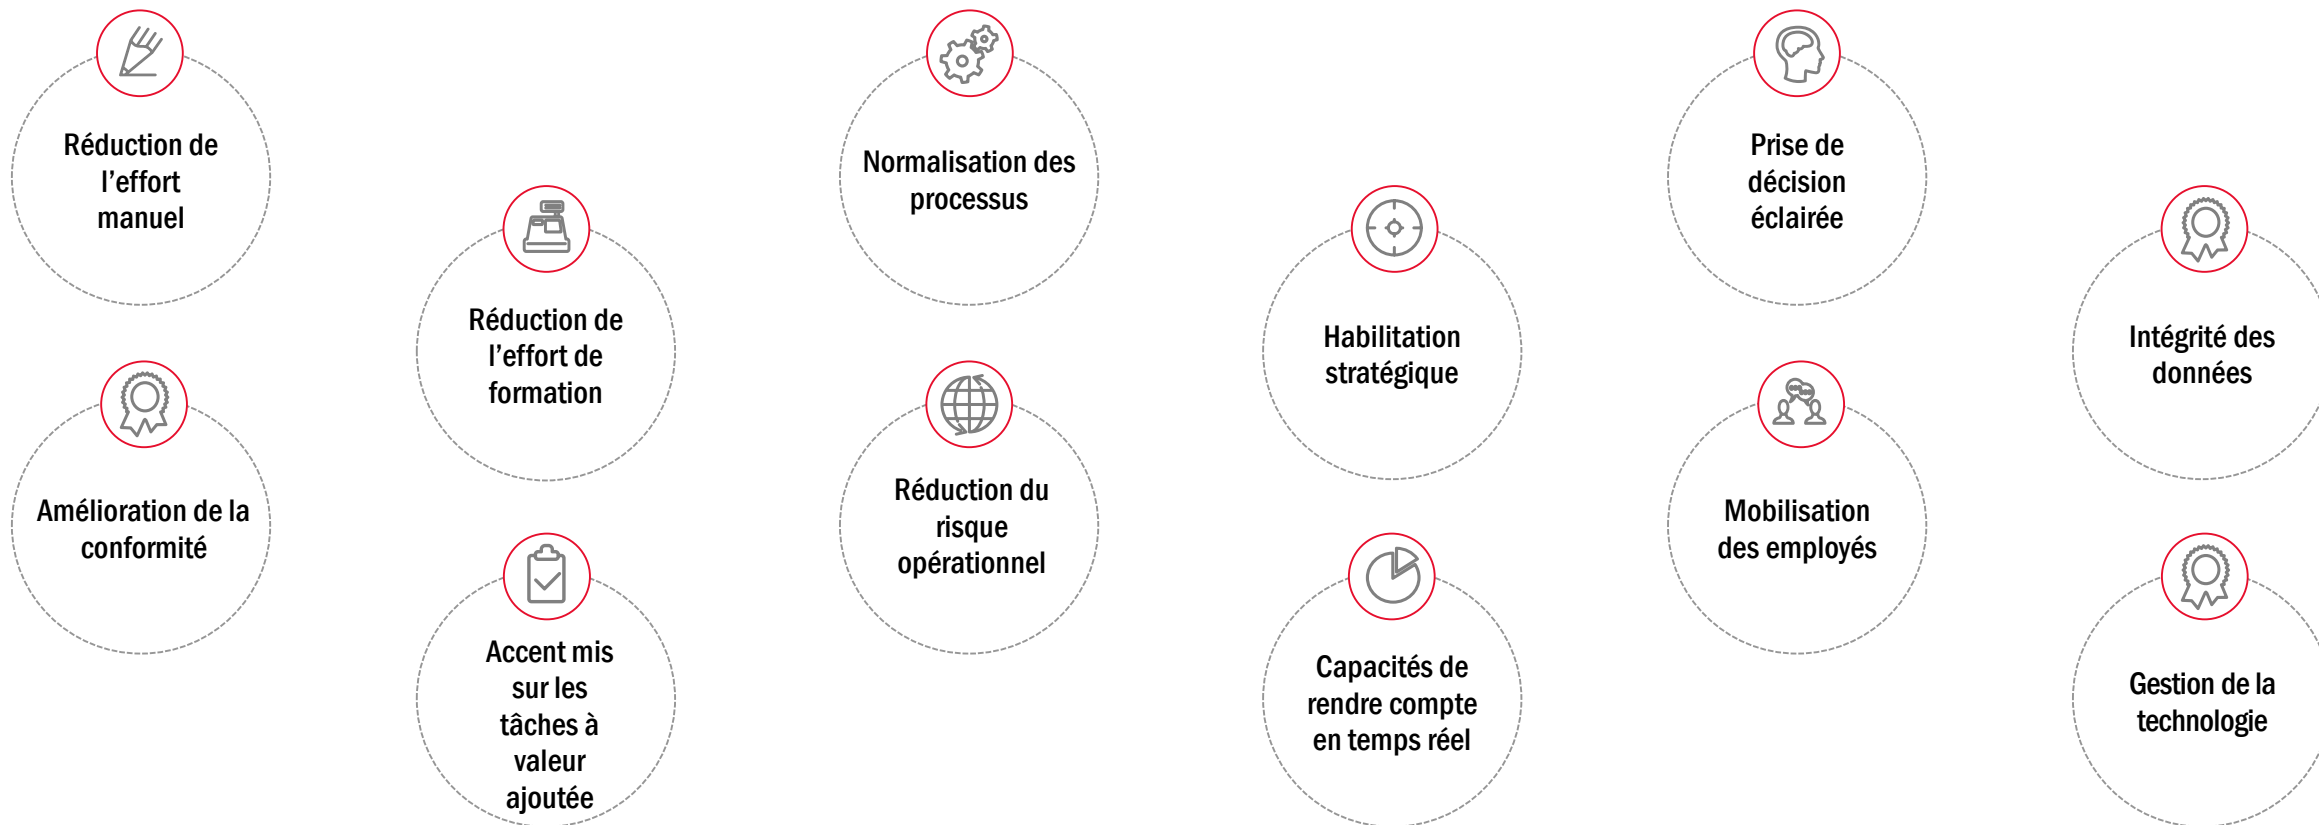 Réduction de
l’effort
manuel
Normalisation des
processus
Prise de
décision
éclairée
Réduction de
l’effort de
formation
Habilitation
stratégique
Intégrité des
données
Amélioration de la
conformité
Réduction du
risque
opérationnel
Mobilisation
des employés
Accent mis
sur les
tâches à
valeur
ajoutée
Capacités de
rendre compte
en temps réel
Gestion de la
technologie